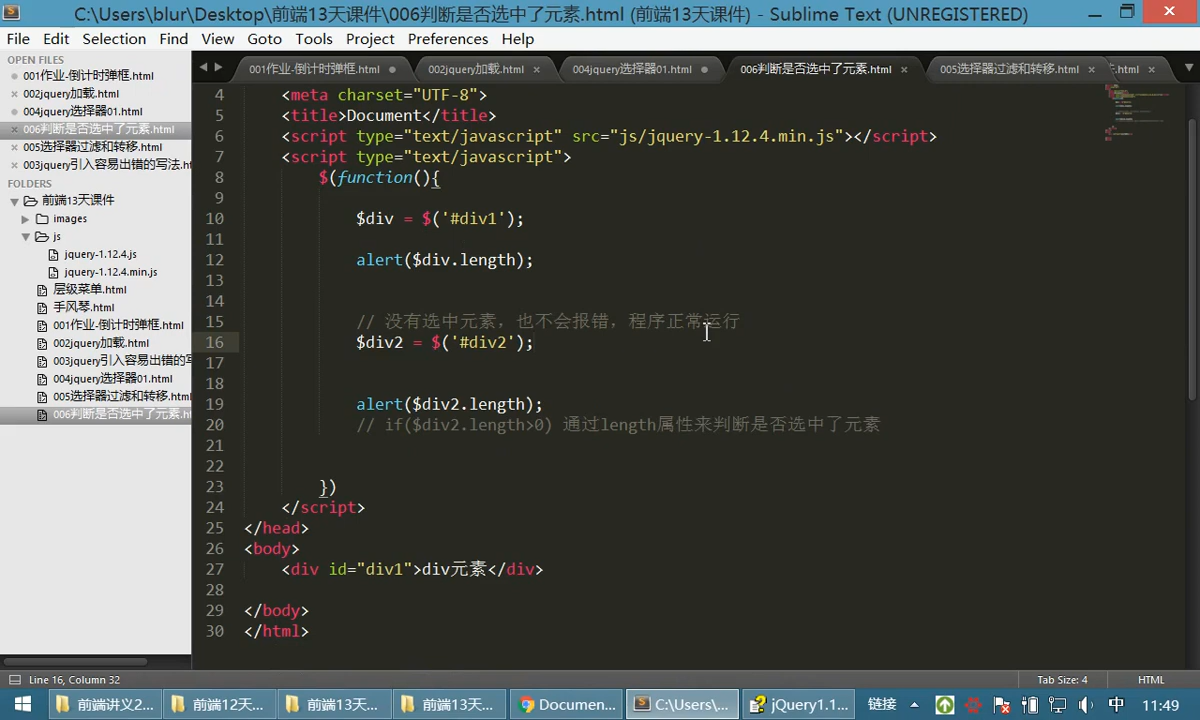 C:\Users\blur\Desktop\前端13天课件\006判断是否选中了元素.html (前端13天课件) - Sublime Text (UNREGISTERED)
File Edit Selection Find View Goto Tools Project Preferences Help
OPEN FILES
001作业-倒计时弹框.html
002jquery加载.html
004jquery选择器01.html
006判断是否选中了元素.html
005选择器过滤和转移.html
003jquery引入容易出错的写法.ht
FOLDERS
前端13天课件
images
js
jquery-1.12.4.js
jquery-1.12.4.min.js
层级菜单.html
手风琴.html
001作业-倒计时弹框.html
002jquery加载.html
003jquery引入容易出错的写
004jquery选择器01.html
005选择器过滤和转移.html
006判断是否选中了元素.ht
001作业-倒计时弹框.html 002jquery加载.html 004jquery选择器01.html 006判断是否选中了元素.html 005选择器过滤和转移.html .html
4 <meta charset="UTF-8">
5 <title>Document</title>
6 <script type="text/javascript" src="js/jquery-1.12.4.min.js"></script>
7 <script type="text/javascript">
8 $(function(){
9
10 $div = $('#div1');
11
12 alert($div.length);
13
14
15 // 没有选中元素，也不会报错，程序正常运行
16 $div2 = $('#div2');
17
18
19 alert($div2.length);
20 // if($div2.length>0) 通过length属性来判断是否选中了元素
21
22
23 })
24 </script>
25 </head>
26 <body>
27 <div id="div1">div元素</div>
28
29 </body>
30 </html>
Line 16, Column 32 Tab Size: 4 HTML
前端讲义2... 前端12天... 前端13天... 前端13天... Documen... C:\Users\... jQuery1.1... 链接 中 11:49